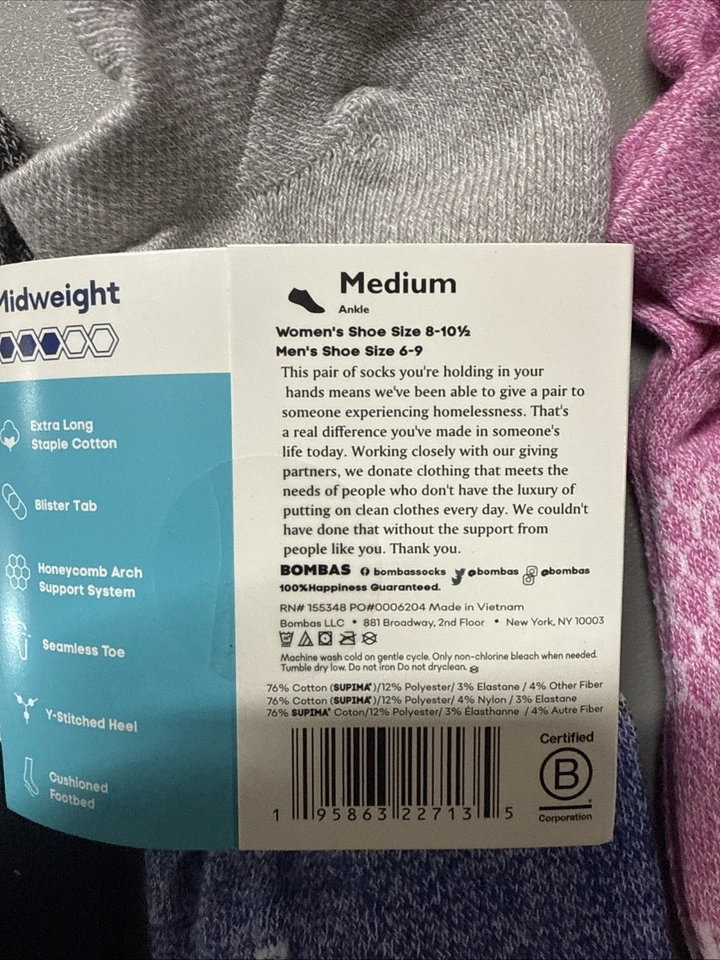 Midweight
Extra Long
Staple Cotton
Blister Tab
Honeycomb Arch
Support System
Seamless Toe
Y-Stitched Heel
Cushioned
Footbed
Medium
Ankle
Women's Shoe Size 8-10½
Men's Shoe Size 6-9
This pair of socks you're holding in your
hands means we've been able to give a pair to
someone experiencing homelessness. That's
a real difference you've made in someone's
life today. Working closely with our giving
partners, we donate clothing that meets the
needs of people who don't have the luxury of
putting on clean clothes every day. We couldn't
have done that without the support from
people like you. Thank you.
BOMBAS bombassocks @bombas @bombas
100%Happiness Guaranteed.
RN# 155348 PO#0006204 Made in Vietnam
Bombas LLC • 881 Broadway, 2nd Floor • New York, NY 10003
Machine wash cold on gentle cycle. Only non-chlorine bleach when needed.
Tumble dry low. Do not iron Do not dryclean.
76% Cotton (SUPIMA®)/12% Polyester/ 3% Elastane / 4% Other Fiber
76% Cotton (SUPIMA®)/12% Polyester/ 4% Nylon / 3% Elastane
76% SUPIMA® Coton/12% Polyester/ 3% Élasthanne / 4% Autre Fiber
1 95863 22713 5
Certified
B
Corporation